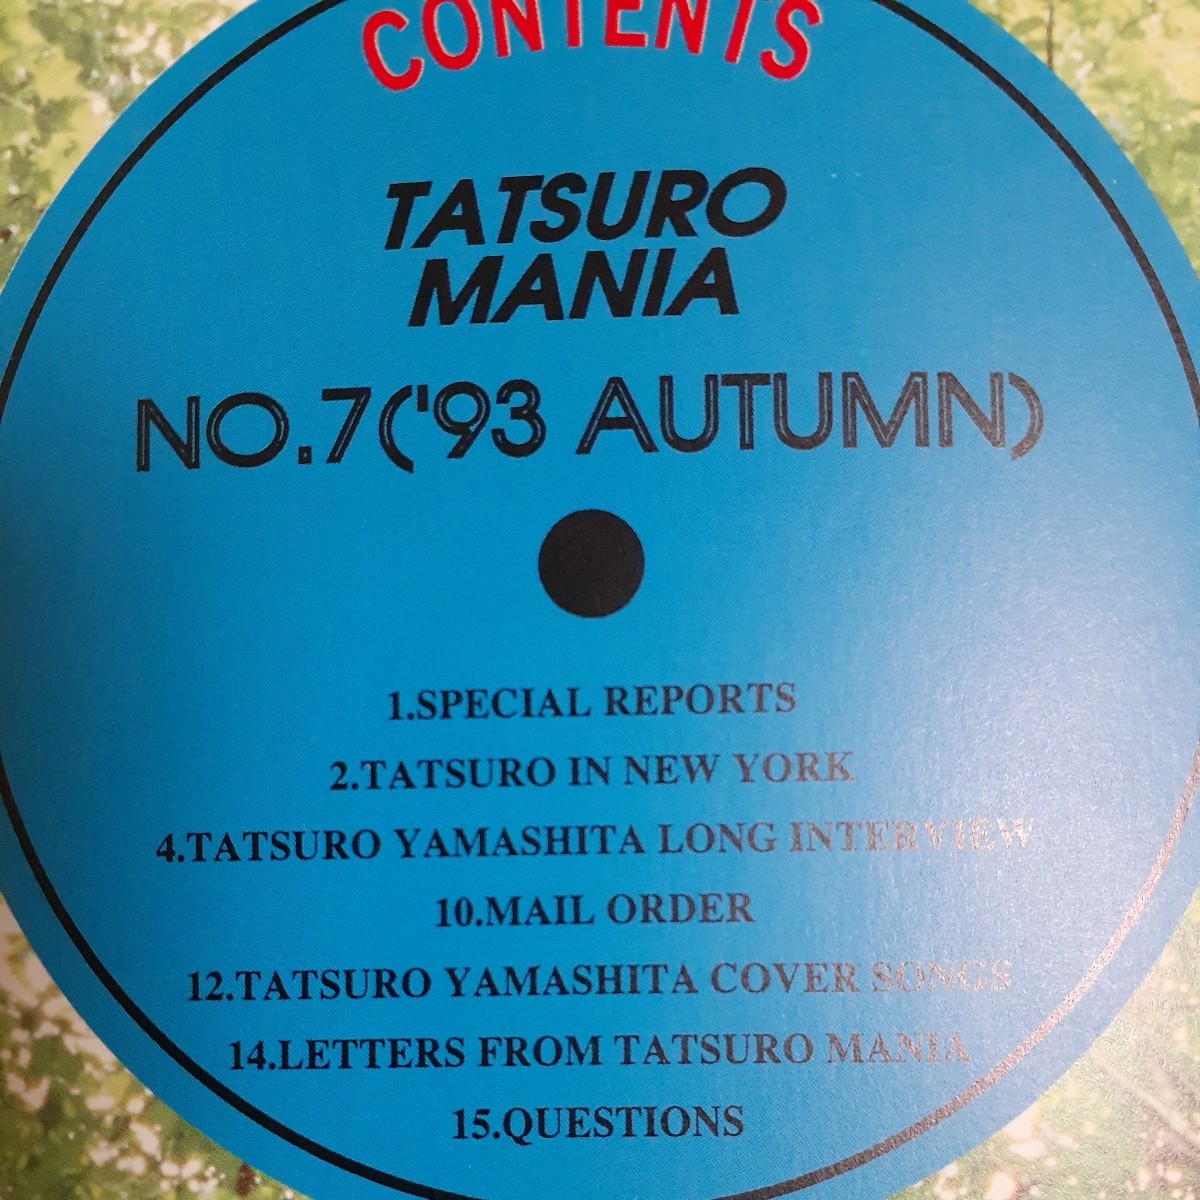 CONTENTS
TATSURO
MANIA
NO.7('93 AUTUMN)
1.SPECIAL REPORTS
2.TATSURO IN NEW YORK
4.TATSURO YAMASHITA LONG INTERVIEW
10.MAIL ORDER
12.TATSURO YAMASHITA COVER SONGS
14.LETTERS FROM TATSURO MANIA
15.QUESTIONS